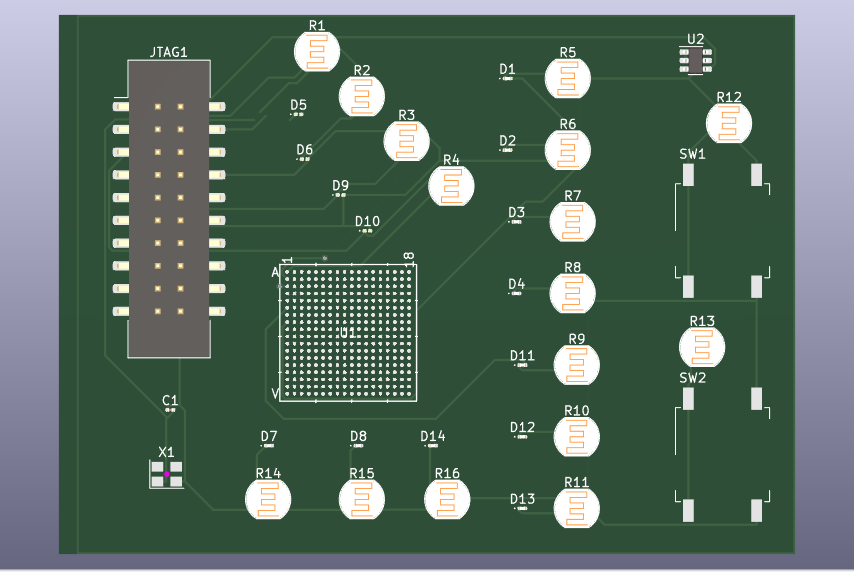 R1
JTAG1
U2
R5
D1
R2
R12
D5
R3
R6
D2
D6
R4
SW1
D9
R7
D3
D10
1
18
A
R8
D4
U1
R13
R9
D11
SW2
V
C1
R10
D12
D7
D8
D14
X1
R14
R15
R16
R11
D13